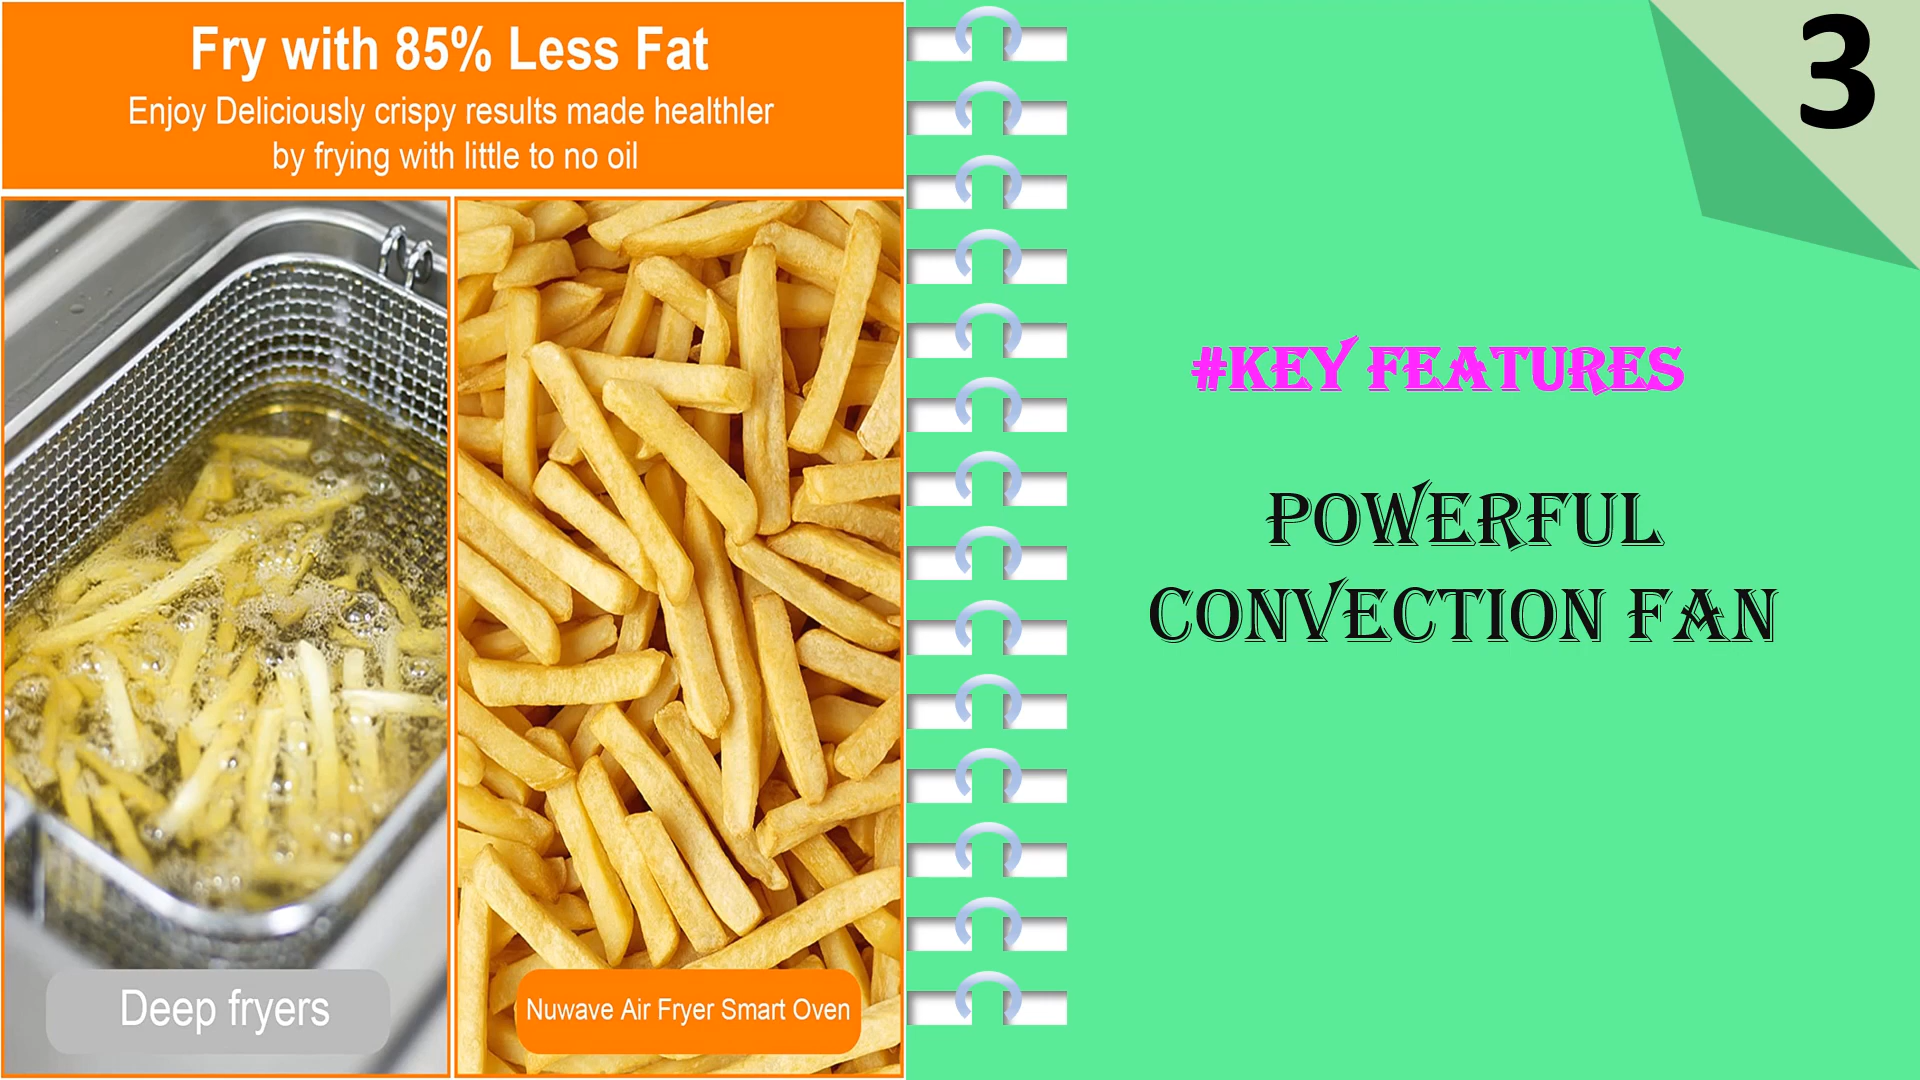 Fry with 85% Less Fat
Enjoy Deliciously crispy results made healthler
by frying with little to no oil
Deep fryers
Nuwave Air Fryer Smart Oven
3
#KEY FEATURES
POWERFUL
CONVECTION FAN